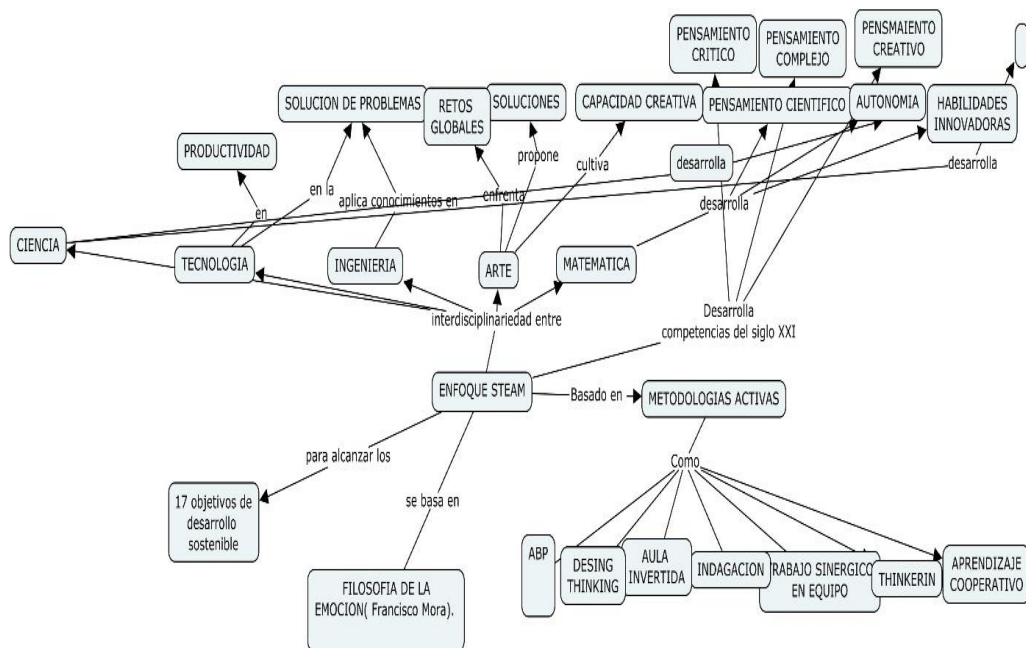 PENSAMIENTO
CRITICO
PENSAMIENTO
COMPLEJO
PENSMAIENTO
CREATIVO
SOLUCION DE PROBLEMAS
RETOS
GLOBALES
SOLUCIONES
CAPACIDAD CREATIVA
PENSAMIENTO CIENTIFICO
AUTONOMIA
HABILIDADES
INNOVADORAS
PRODUCTIVIDAD
propone
cultiva
desarrolla
desarrolla
en la
aplica conocimientos en
enfrenta
desarrolla
en
CIENCIA
TECNOLOGIA
INGENIERIA
ARTE
MATEMATICA
interdisciplinariedad entre
Desarrolla
competencias del siglo XXI
ENFOQUE STEAM
Basado en
METODOLOGIAS ACTIVAS
para alcanzar los
Como
17 objetivos de
desarrollo
sostenible
se basa en
ABP
DESING
THINKING
AULA
INVERTIDA
INDAGACION
TRABAJO SINERGICO
EN EQUIPO
THINKERIN
APRENDIZAJE
COOPERATIVO
FILOSOFIA DE LA
EMOCION( Francisco Mora).